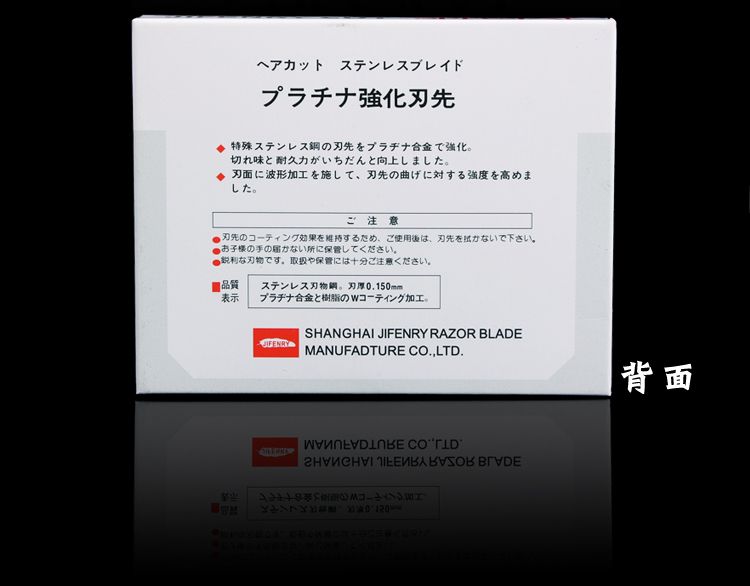 ヘアカット ステンレスブレイド
プラチナ強化刃先
特殊ステンレス鋼の刃先をプラヂナ合金で強化。
切れ味と耐久力がいちだんと向上しました。
刃面に波形加工を施して、刃先の曲げに対する強度を高めま
した。
ご注意
刃先のコーティング効果を維持するため、ご使用後は、刃先を拭かないで下さい。
お子様の手の届かない所に保管してください。
鋭利な刃物です。取扱や保管には十分ご注意ください。
品質 ステンレス刃物鋼。刃厚0.150mm
表示 プラチナ合金と樹脂のWコーティング加工。
JIFENRY
SHANGHAI JIFENRY RAZOR BLADE
MANUFADTURE CO.,LTD.
背面